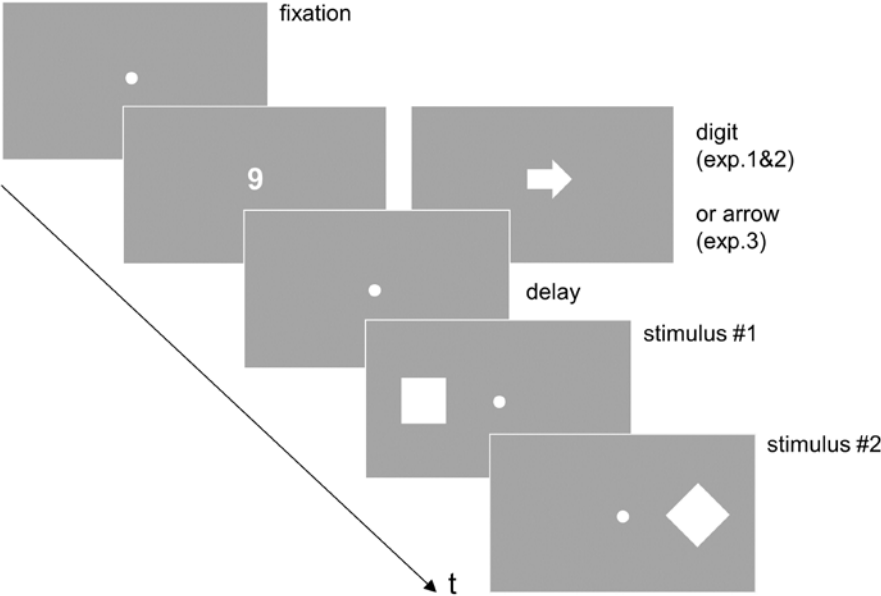 fixation
9
digit
(exp.1&2)
or arrow
(exp.3)
delay
stimulus #1
stimulus #2
t